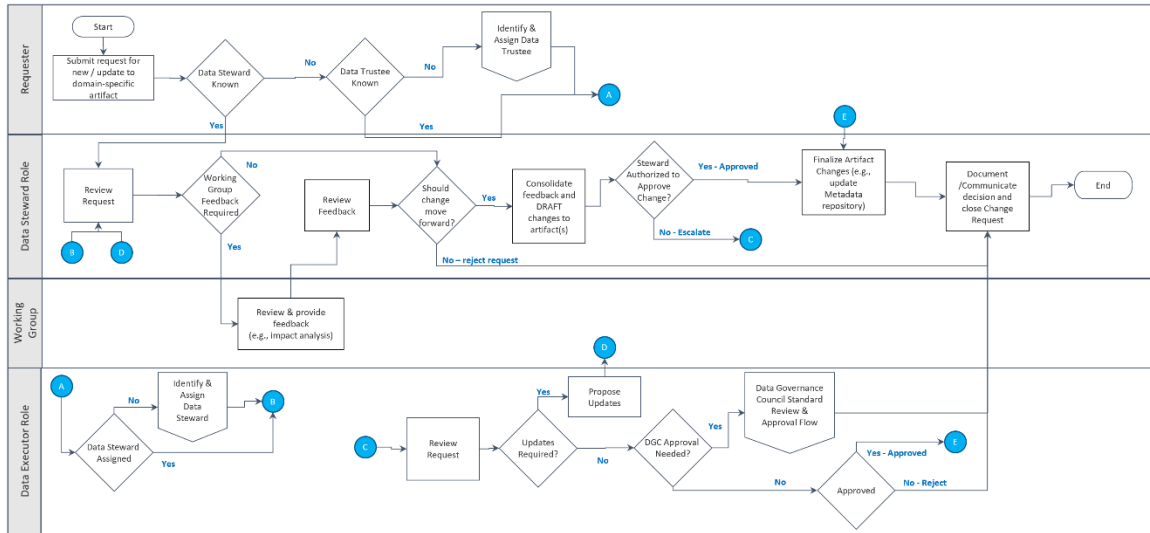 Requester
Start
Submit request for
new / update to
domain-specific
artifact
Data Steward
Known
No
Data Trustee
Known
No
Identify &
Assign Data
Trustee
A
Yes
Yes
E
Data Steward Role
Review
Request
B
D
Working
Group
Feedback
Required
No
Yes
Review
Feedback
Should
change
move
forward?
Yes
No – reject request
Consolidate
feedback and
DRAFT
changes to
artifact(s)
Steward
Authorized to
Approve
Change?
Yes - Approved
No - Escalate
C
Finalize Artifact
Changes (e.g.,
update
Metadata
repository)
Document
/Communicate
decision and
close Change
Request
End
Working
Group
Review & provide
feedback
(e.g., impact analysis)
Data Executor Role
A
Data Steward
Assigned
No
Yes
Identify &
Assign
Data
Steward
B
C
Review
Request
Updates
Required?
Yes
No
Propose
Updates
D
DGC Approval
Needed?
Yes
No
Data Governance
Council Standard
Review &
Approval Flow
Approved
Yes - Approved
E
No - Reject